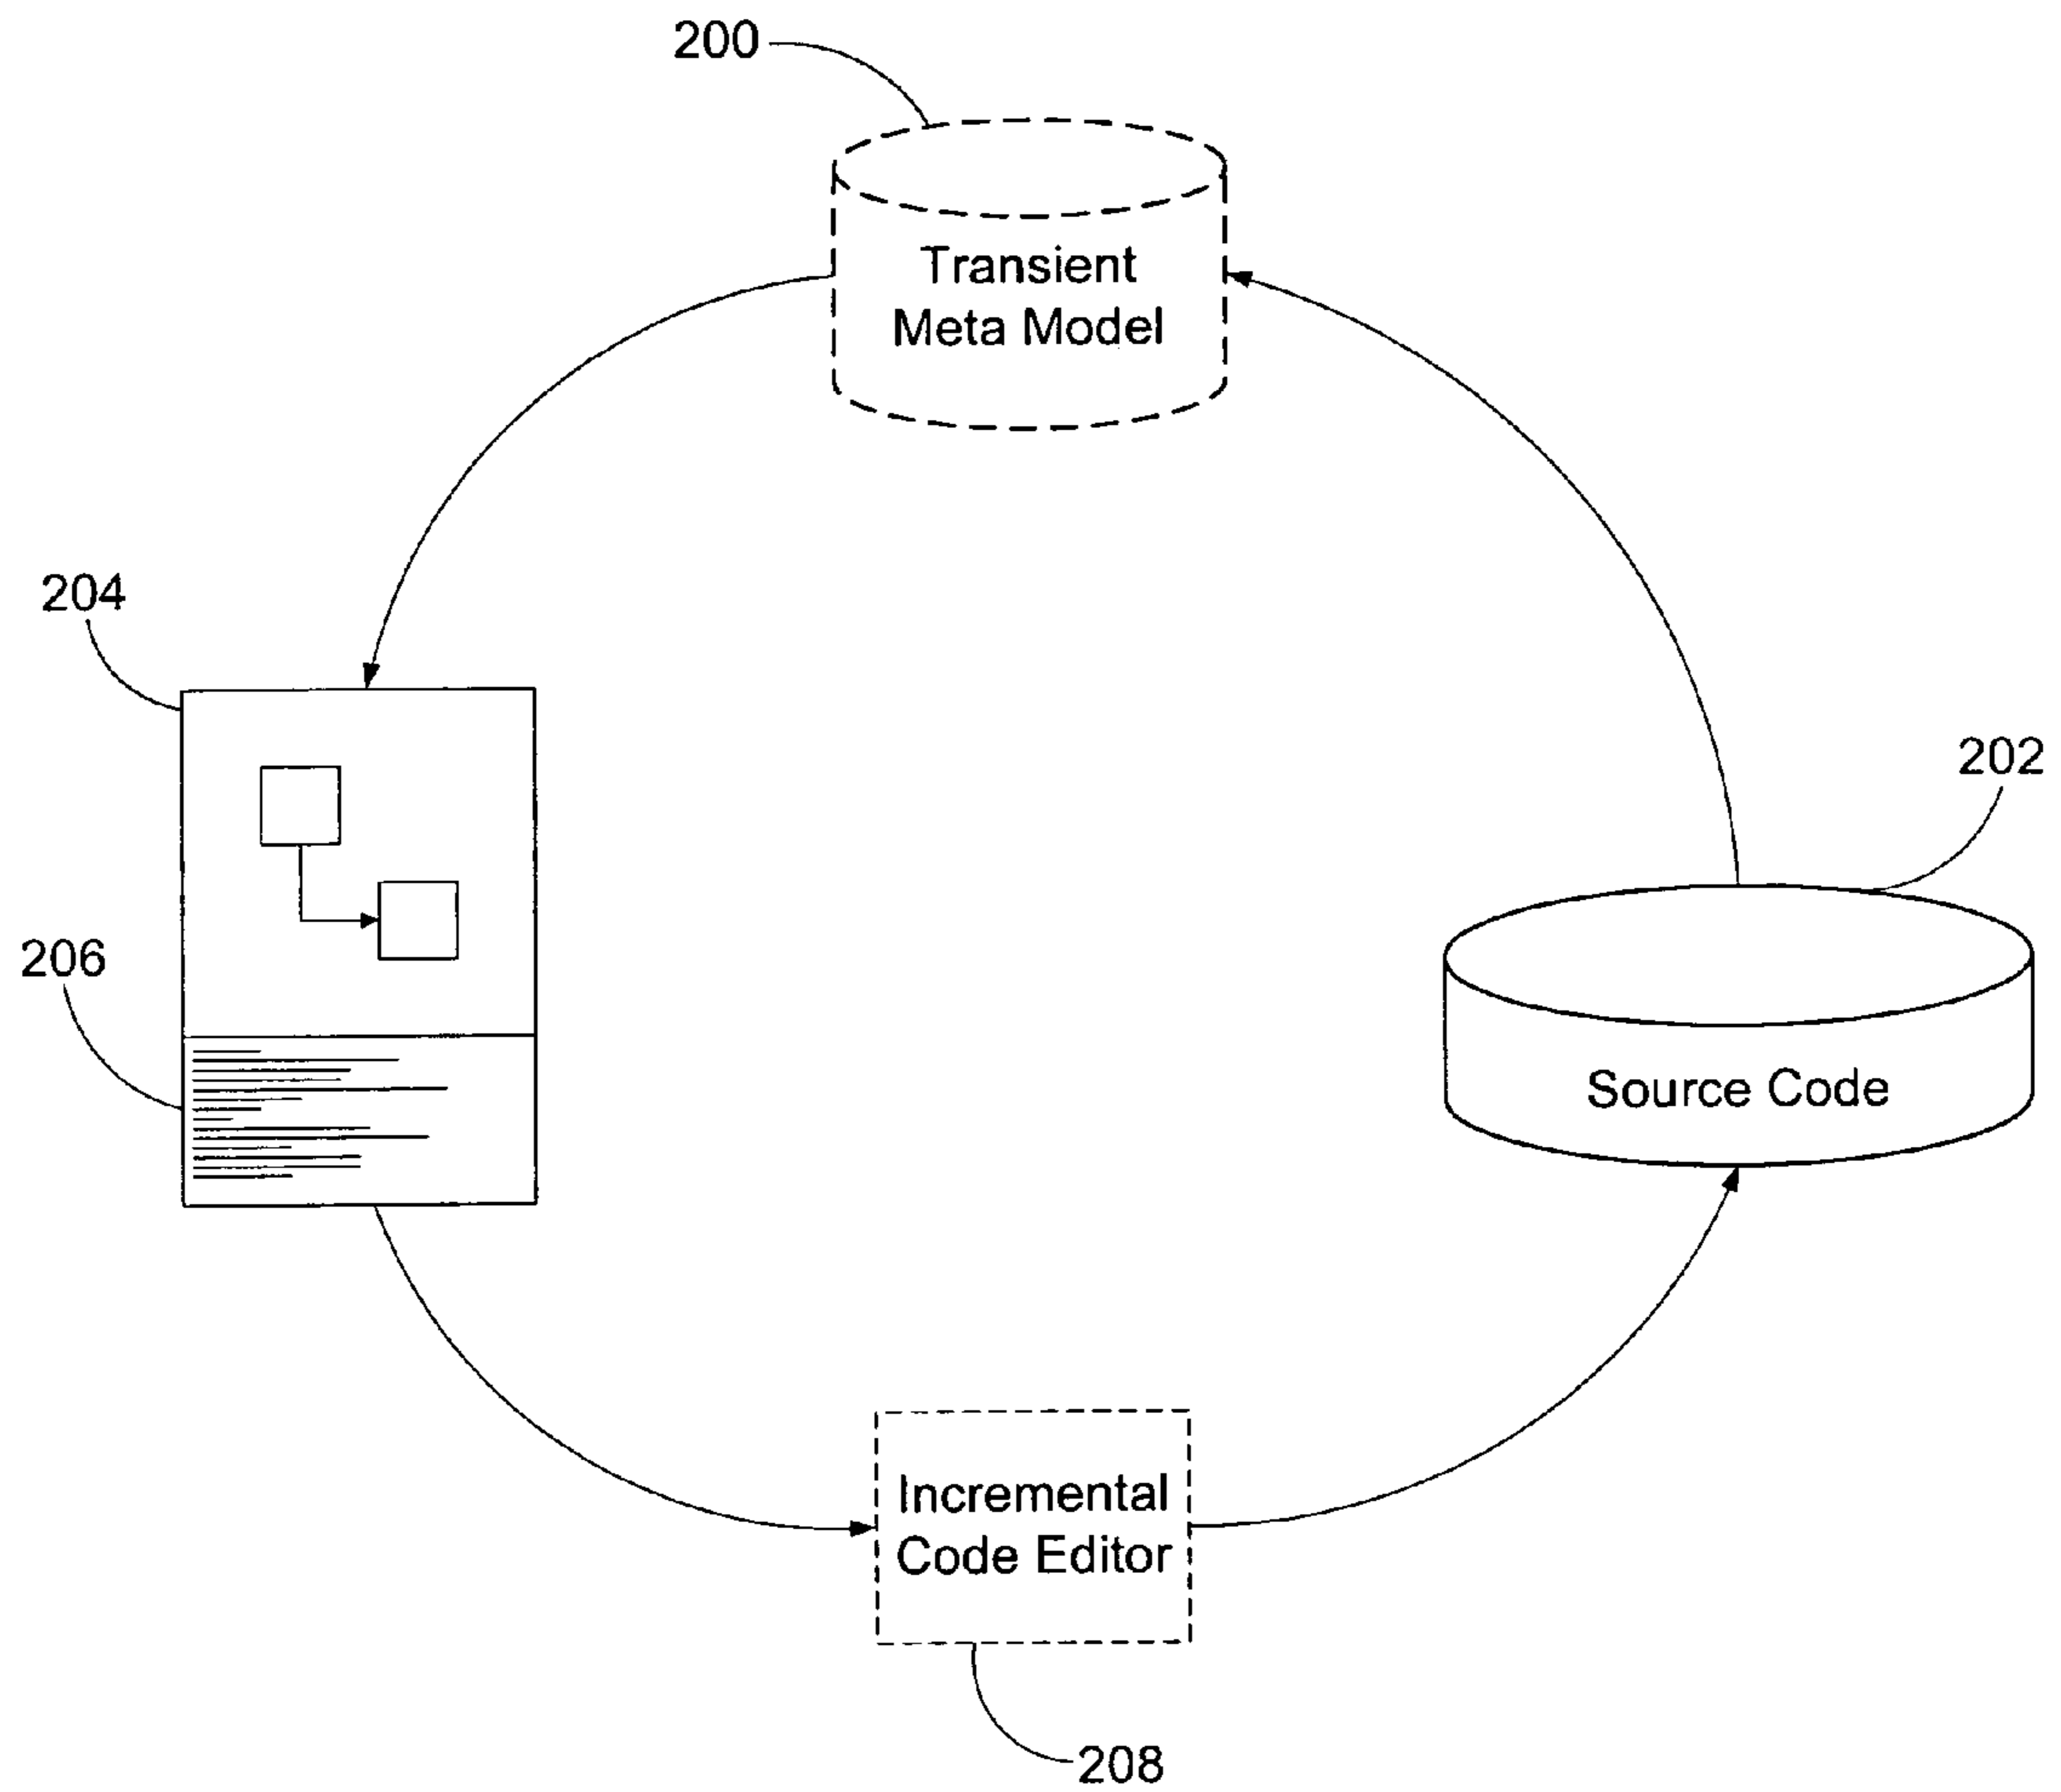 200
Transient
Meta Model
204
202
206
Source Code
Incremental
Code Editor
208